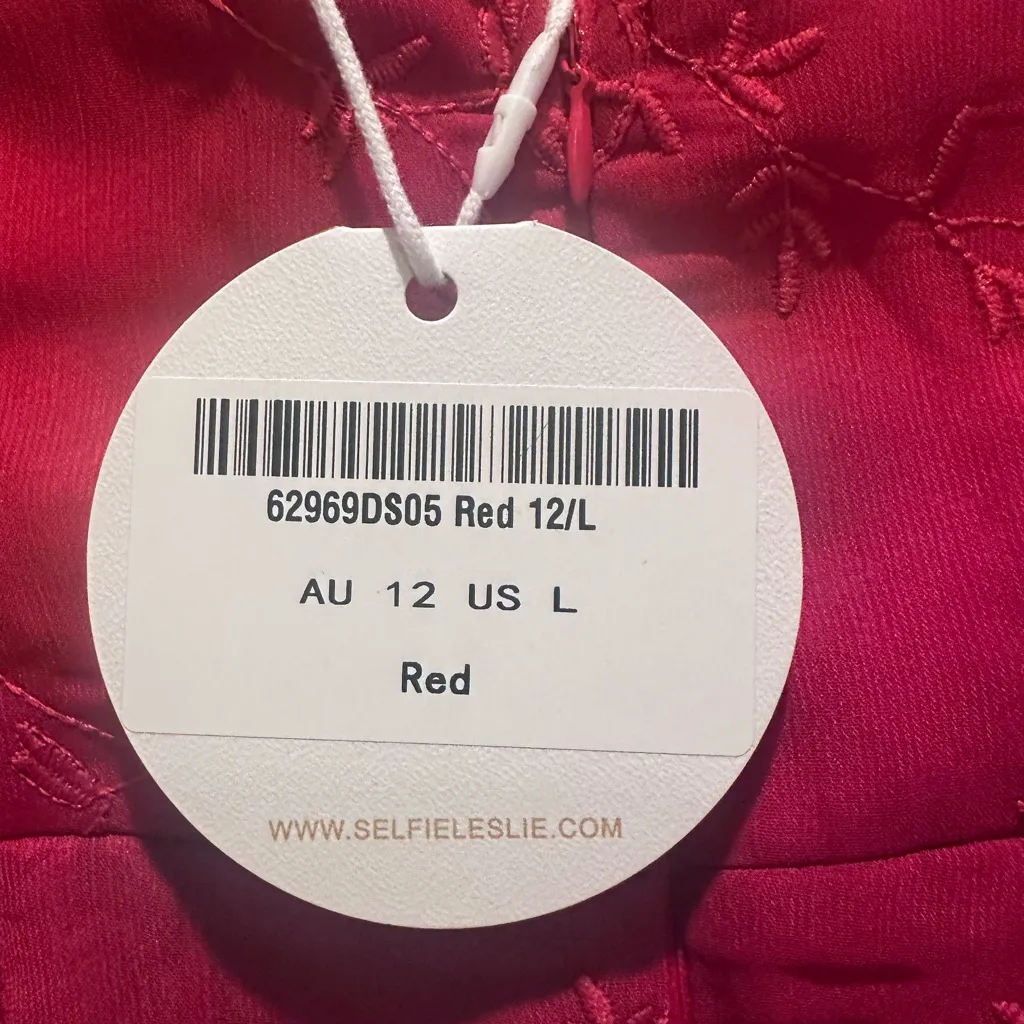 62969DS05 Red 12/L
AU 12 US L
Red
WWW.SELFIELESLIE.COM